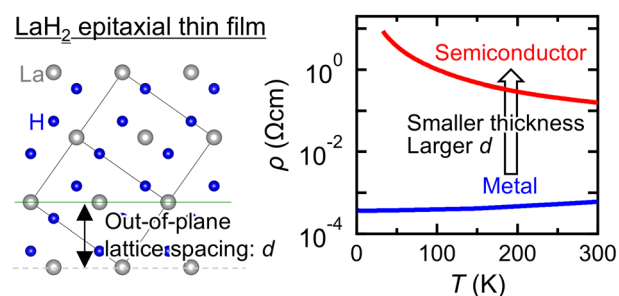 LaH2 epitaxial thin film
La
H
Out-of-plane
lattice spacing: d
ρ (Ωcm)
10^0
10^-2
10^-4
Semiconductor
Smaller thickness
Larger d
Metal
0
100
200
300
T (K)